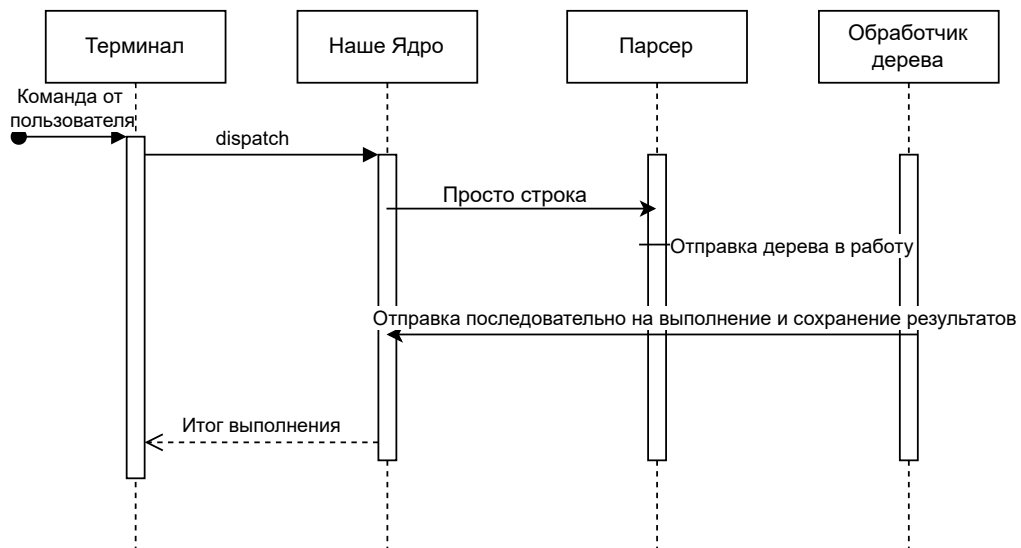 Терминал
Наше Ядро
Парсер
Обработчик
дерева
Команда от
пользователя
dispatch
Просто строка
Отправка дерева в работу
Отправка последовательно на выполнение и сохранение результатов
Итог выполнения